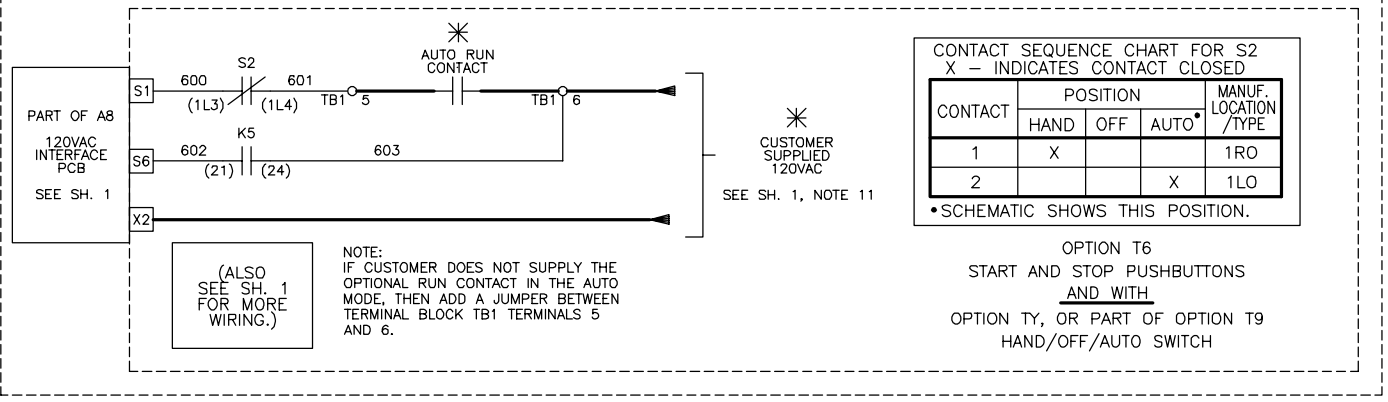 PART OF A8
120VAC
INTERFACE
PCB
SEE SH. 1
S1
600
(1L3)
S2
601
(1L4)
TB1 5
AUTO RUN
CONTACT
TB1 6
S6
602
(21)
K5
(24)
603
X2
CUSTOMER
SUPPLIED
120VAC
SEE SH. 1, NOTE 11
(ALSO
SEE SH. 1
FOR MORE
WIRING.)
NOTE:
IF CUSTOMER DOES NOT SUPPLY THE
OPTIONAL RUN CONTACT IN THE AUTO
MODE, THEN ADD A JUMPER BETWEEN
TERMINAL BLOCK TB1 TERMINALS 5
AND 6.
CONTACT SEQUENCE CHART FOR S2
X – INDICATES CONTACT CLOSED
CONTACT
POSITION
HAND OFF AUTO•
MANUF.
LOCATION
/TYPE
1 X 1RO
2 X 1LO
•SCHEMATIC SHOWS THIS POSITION.
OPTION T6
START AND STOP PUSHBUTTONS
AND WITH
OPTION TY, OR PART OF OPTION T9
HAND/OFF/AUTO SWITCH